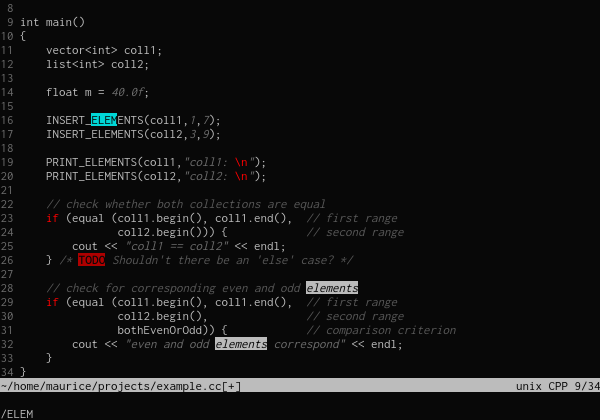 8
9 int main()
10 {
11     vector<int> coll1;
12     list<int> coll2;
13
14     float m = 40.0f;
15
16     INSERT_ELEMENTS(coll1,1,7);
17     INSERT_ELEMENTS(coll2,3,9);
18
19     PRINT_ELEMENTS(coll1,"coll1: \n");
20     PRINT_ELEMENTS(coll2,"coll2: \n");
21
22     // check whether both collections are equal
23     if (equal (coll1.begin(), coll1.end(),  // first range
24                coll2.begin())) {            // second range
25         cout << "coll1 == coll2" << endl;
26     } /* TODO Shouldn't there be an 'else' case? */
27
28     // check for corresponding even and odd elements
29     if (equal (coll1.begin(), coll1.end(),  // first range
30                coll2.begin(),               // second range
31                bothEvenOrOdd)) {            // comparison criterion
32         cout << "even and odd elements correspond" << endl;
33     }
34 }
~/home/maurice/projects/example.cc[+]                unix CPP 9/34
/ELEM